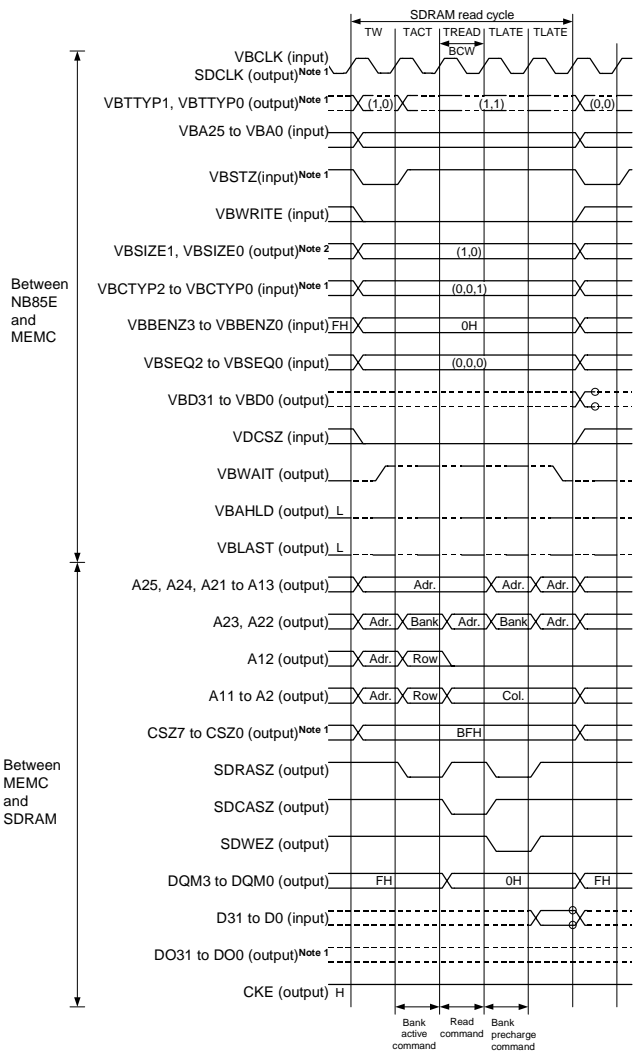 SDRAM read cycle
TW TACT TREAD TLATE TLATE
BCW
VBCLK (input)
SDCLK (output)Note 1
VBTTYP1, VBTTYP0 (output)Note 1 (1,0) (1,1) (0,0)
VBA25 to VBA0 (input)
VBSTZ(input)Note 1
VBWRITE (input)
VBSIZE1, VBSIZE0 (output)Note 2 (1,0)
VBCTYP2 to VBCTYP0 (input)Note 1 (0,0,1)
VBBENZ3 to VBBENZ0 (input) FH 0H
VBSEQ2 to VBSEQ0 (input) (0,0,0)
VBD31 to VBD0 (output)
VDCSZ (input)
VBWAIT (output)
VBAHLD (output) L
VBLAST (output) L
Between
NB85E
and
MEMC
A25, A24, A21 to A13 (output) Adr. Adr. Adr.
A23, A22 (output) Adr. Bank Adr. Bank Adr.
A12 (output) Adr. Row
A11 to A2 (output) Adr. Row Col.
CSZ7 to CSZ0 (output)Note 1 BFH
SDRASZ (output)
SDCASZ (output)
SDWEZ (output)
DQM3 to DQM0 (output) FH 0H FH
D31 to D0 (input)
DO31 to DO0 (output)Note 1
CKE (output) H
Between
MEMC
and
SDRAM
Bank
active
command
Read
command
Bank
precharge
command